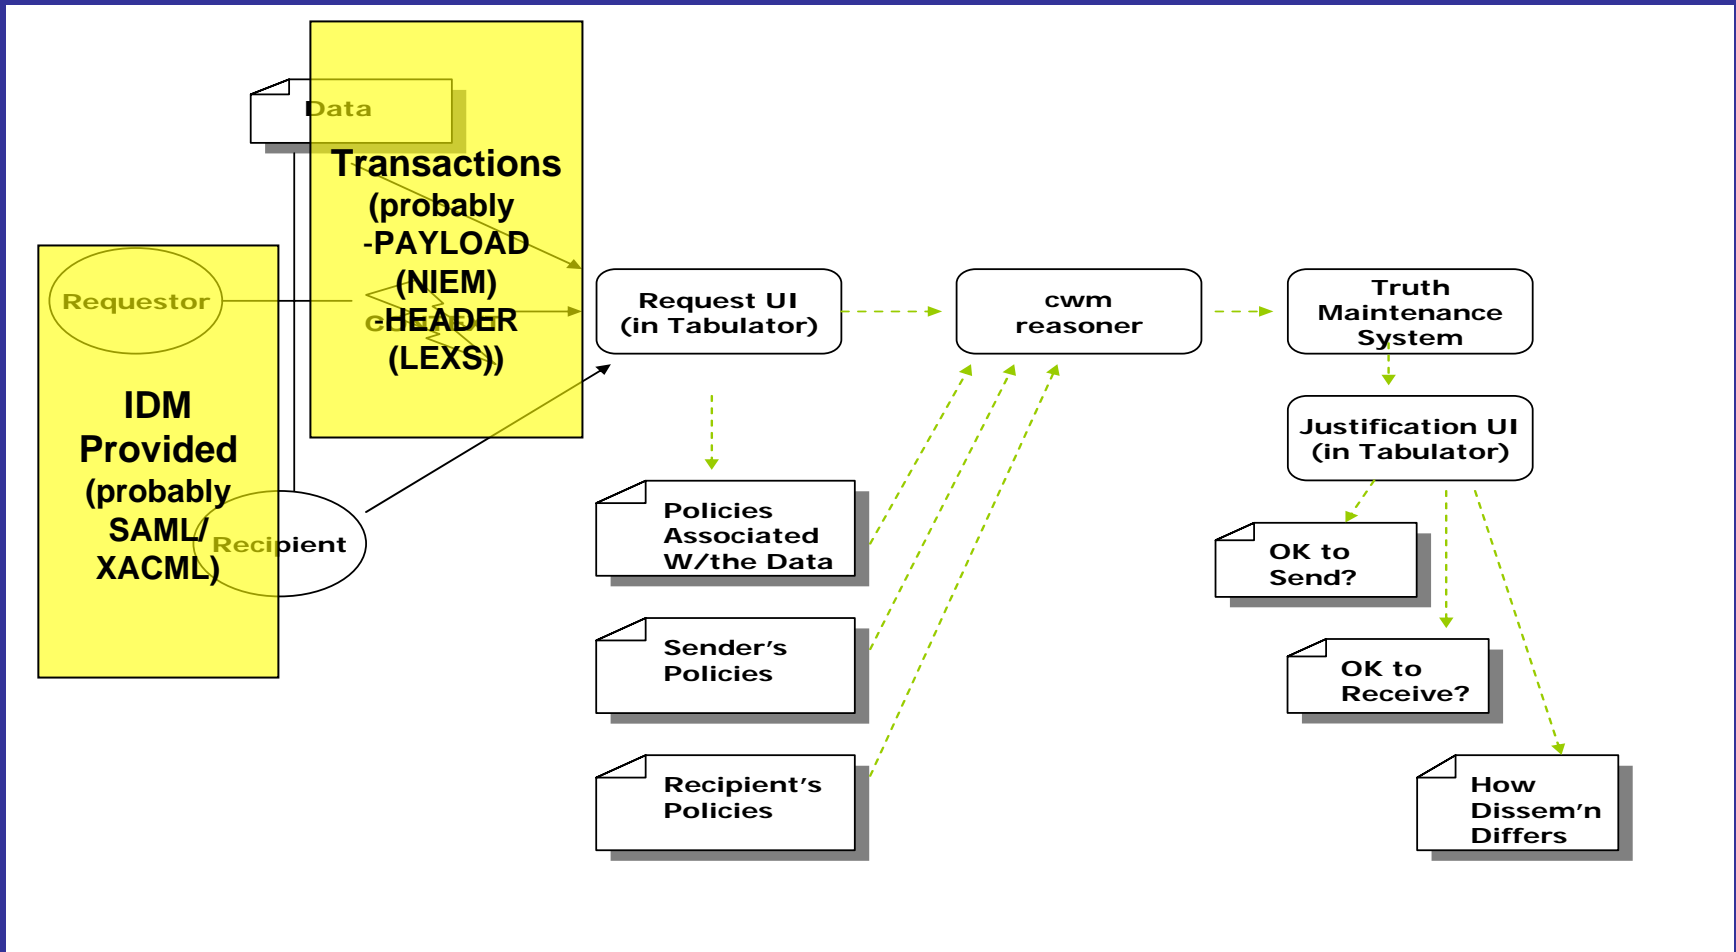 Data
Transactions
(probably
-PAYLOAD
(NIEM)
-HEADER
(LEXS))
Requestor
IDM
Provided
(probably
SAML/
XACML)
Recipient
Request UI
(in Tabulator)
cwm
reasoner
Truth
Maintenance
System
Justification UI
(in Tabulator)
Policies
Associated
W/the Data
Sender’s
Policies
Recipient’s
Policies
OK to
Send?
OK to
Receive?
How
Dissem’n
Differs